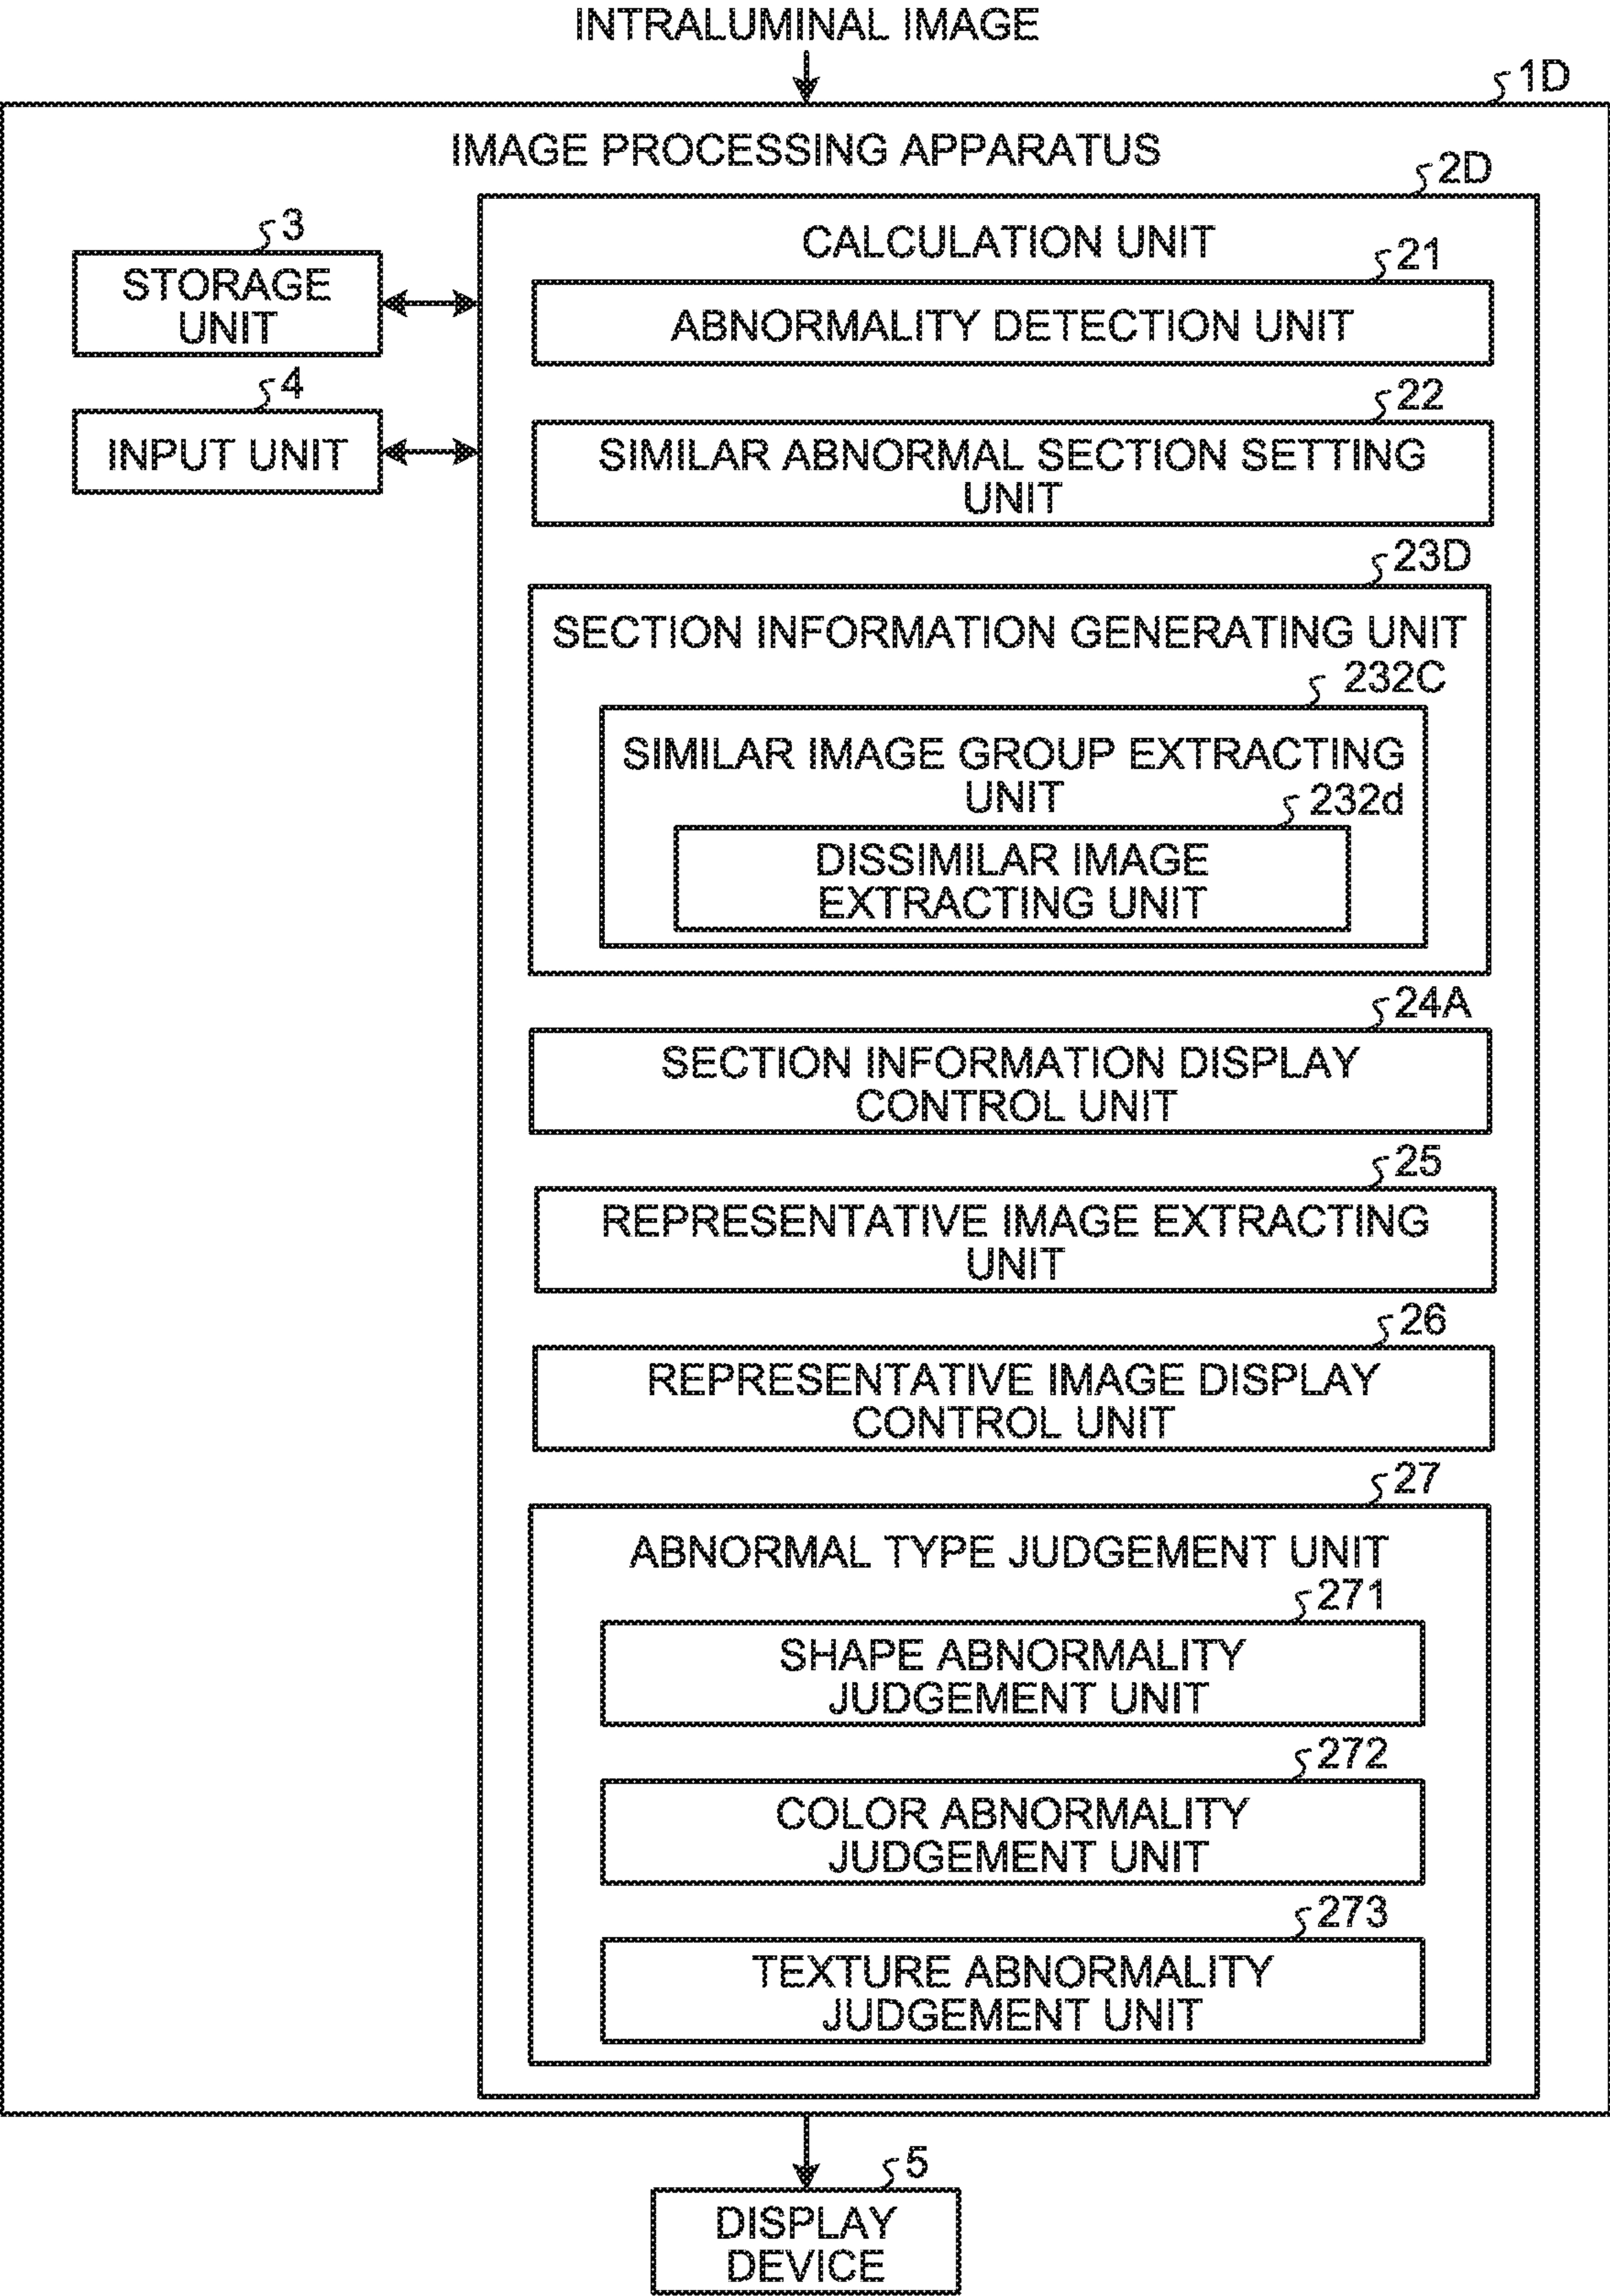 INTRALUMINAL IMAGE
1D
IMAGE PROCESSING APPARATUS
2D
3
STORAGE
UNIT
4
INPUT UNIT
CALCULATION UNIT
21
ABNORMALITY DETECTION UNIT
22
SIMILAR ABNORMAL SECTION SETTING
UNIT
23D
SECTION INFORMATION GENERATING UNIT
232C
SIMILAR IMAGE GROUP EXTRACTING
UNIT
232d
DISSIMILAR IMAGE
EXTRACTING UNIT
24A
SECTION INFORMATION DISPLAY
CONTROL UNIT
25
REPRESENTATIVE IMAGE EXTRACTING
UNIT
26
REPRESENTATIVE IMAGE DISPLAY
CONTROL UNIT
27
ABNORMAL TYPE JUDGEMENT UNIT
271
SHAPE ABNORMALITY
JUDGEMENT UNIT
272
COLOR ABNORMALITY
JUDGEMENT UNIT
273
TEXTURE ABNORMALITY
JUDGEMENT UNIT
5
DISPLAY
DEVICE